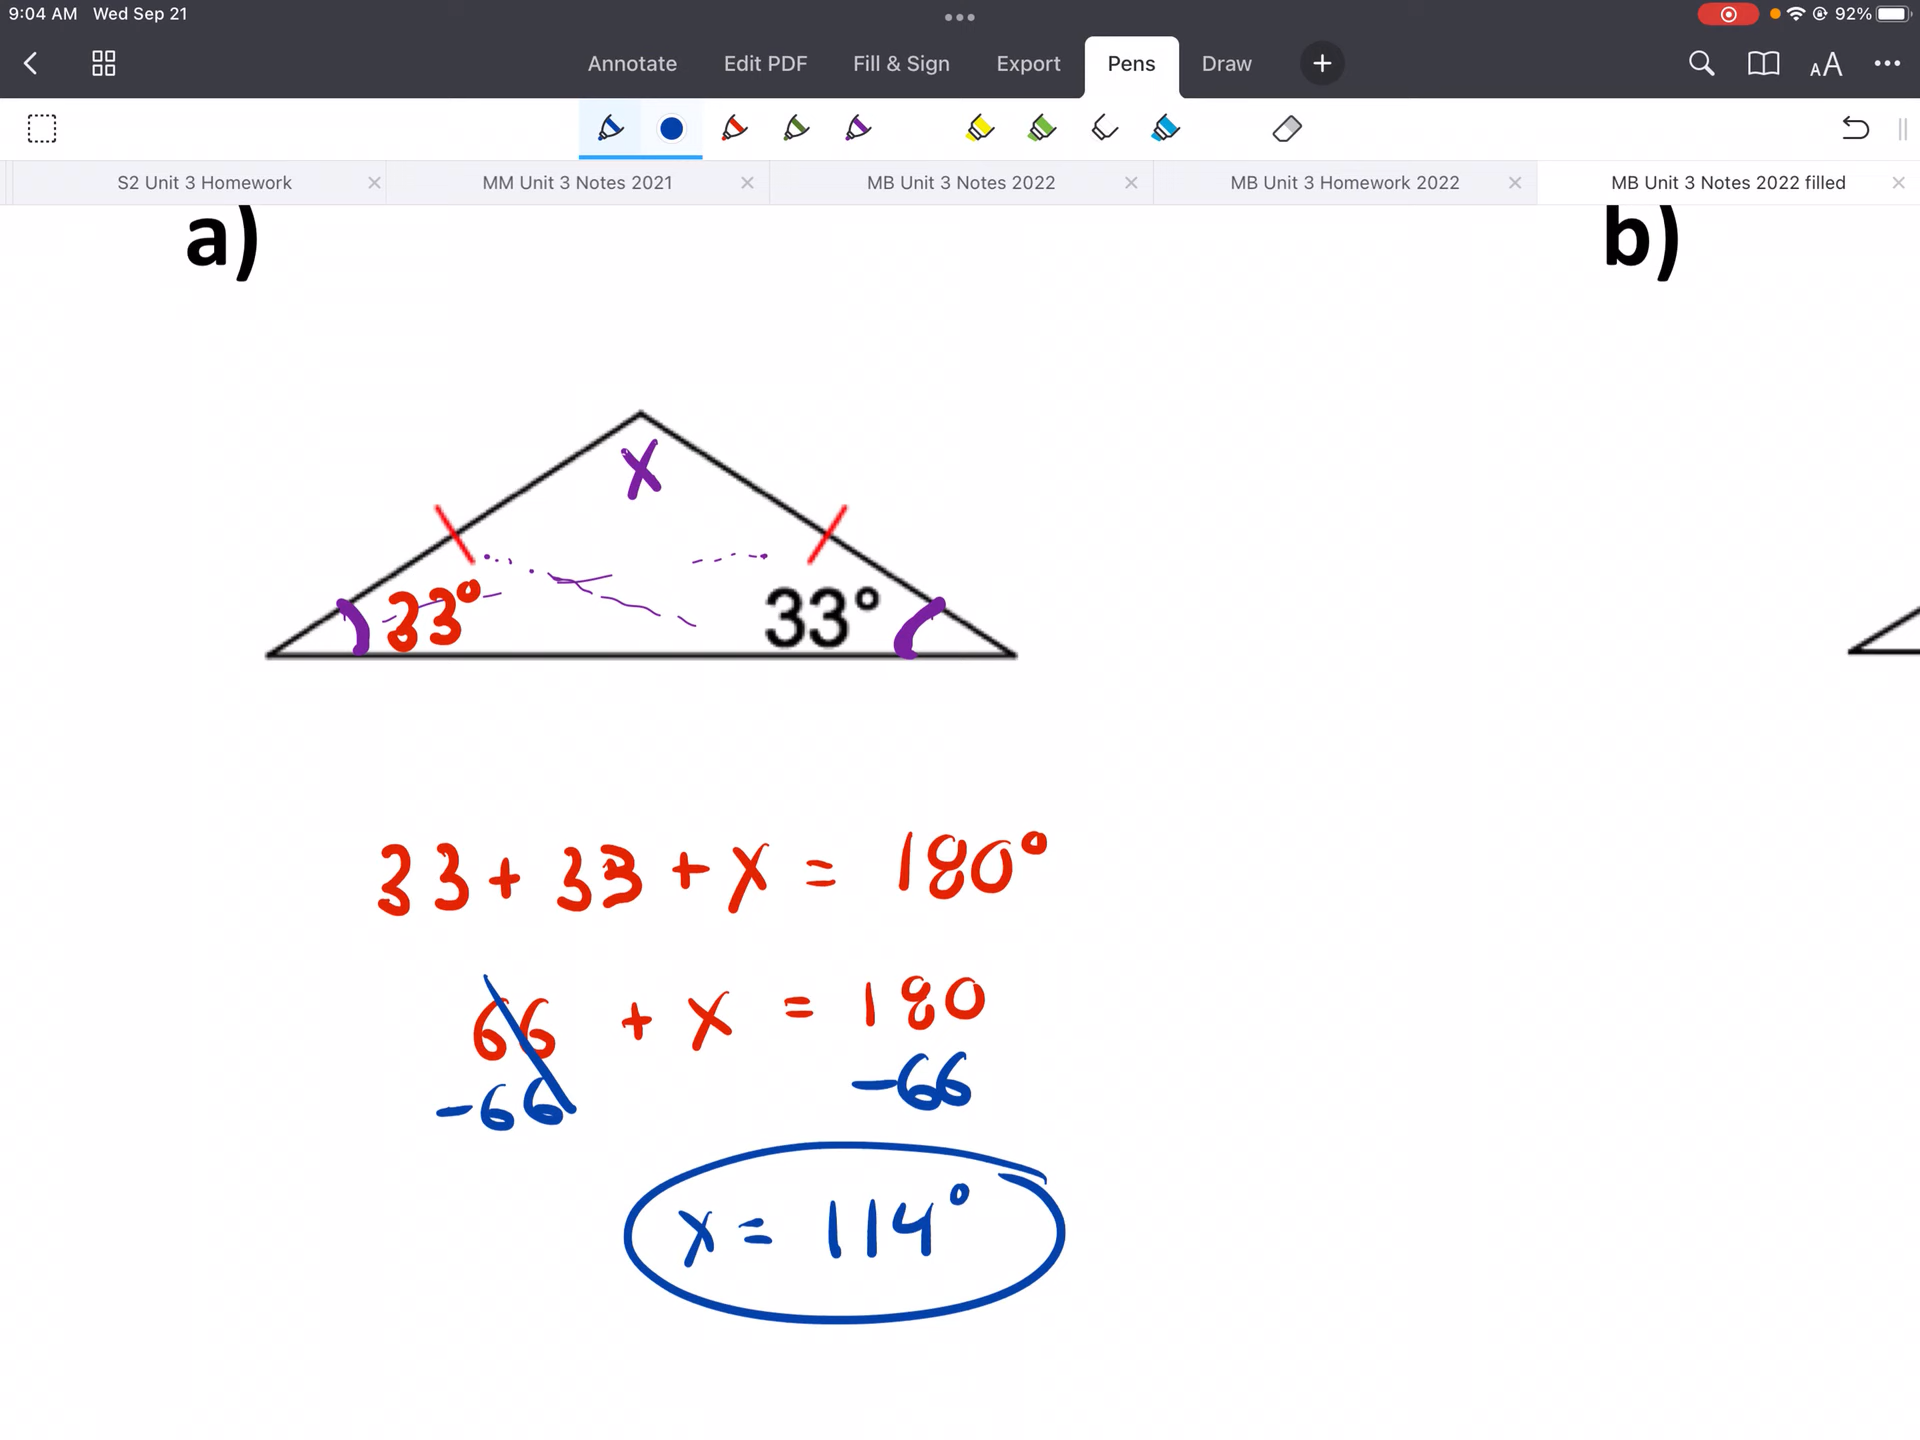 9:04 AM Wed Sep 21
92%
Annotate Edit PDF Fill & Sign Export Pens Draw
AA
S2 Unit 3 Homework MM Unit 3 Notes 2021 MB Unit 3 Notes 2022 MB Unit 3 Homework 2022 MB Unit 3 Notes 2022 filled
a) b)
x
33° 33°
33 + 33 + x = 180°
66 + x = 180
-66 -66
x = 114°